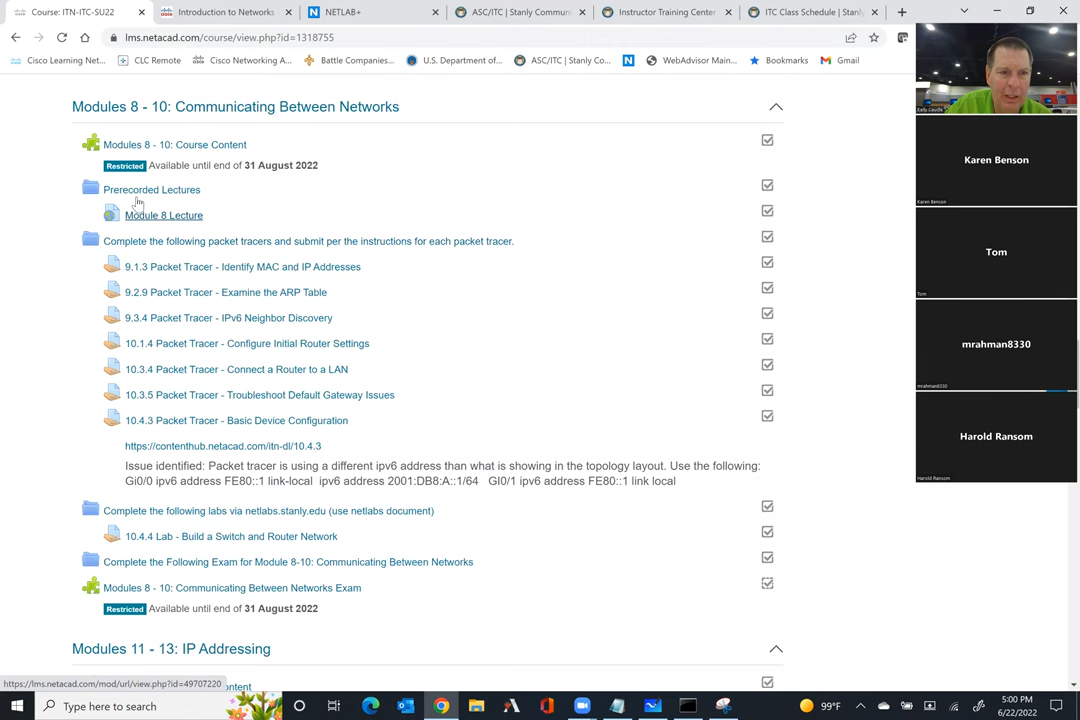 Course: ITN-ITC-SU22
Introduction to Networks
NETLAB+
ASC/ITC | Stanly Commun
Instructor Training Center
ITC Class Schedule | Stanly
lms.netacad.com/course/view.php?id=1318755
Cisco Learning Net...
CLC Remote
Cisco Networking A...
Battle Companies...
U.S. Department of...
ASC/ITC | Stanly Co...
WebAdvisor Main...
Bookmarks
Gmail
Kelly Caudle
Modules 8 - 10: Communicating Between Networks
Modules 8 - 10: Course Content
Restricted Available until end of 31 August 2022
Prerecorded Lectures
Module 8 Lecture
Complete the following packet tracers and submit per the instructions for each packet tracer.
9.1.3 Packet Tracer - Identify MAC and IP Addresses
9.2.9 Packet Tracer - Examine the ARP Table
9.3.4 Packet Tracer - IPv6 Neighbor Discovery
10.1.4 Packet Tracer - Configure Initial Router Settings
10.3.4 Packet Tracer - Connect a Router to a LAN
10.3.5 Packet Tracer - Troubleshoot Default Gateway Issues
10.4.3 Packet Tracer - Basic Device Configuration
https://contenthub.netacad.com/itn-dl/10.4.3
Issue identified: Packet tracer is using a different ipv6 address than what is showing in the topology layout. Use the following:
Gi0/0 ipv6 address FE80::1 link-local ipv6 address 2001:DB8:A::1/64 GI0/1 ipv6 address FE80::1 link local
Complete the following labs via netlabs.stanly.edu (use netlabs document)
10.4.4 Lab - Build a Switch and Router Network
Complete the Following Exam for Module 8-10: Communicating Between Networks
Modules 8 - 10: Communicating Between Networks Exam
Restricted Available until end of 31 August 2022
Modules 11 - 13: IP Addressing
ontent
https://lms.netacad.com/mod/url/view.php?id=49707220
Karen Benson
Karen Benson
Tom
Tom
mrahman8330
mrahman8330
Harold Ransom
Harold Ransom
Type here to search
99°F
5:00 PM
6/22/2022